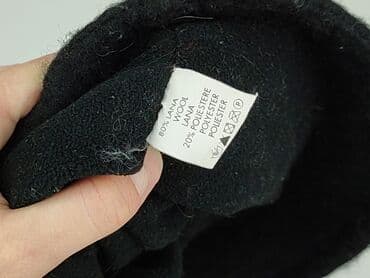 80% LANA
WOOL
LANA
20% POLIESTERE
POLYESTER
POLIESTER
P